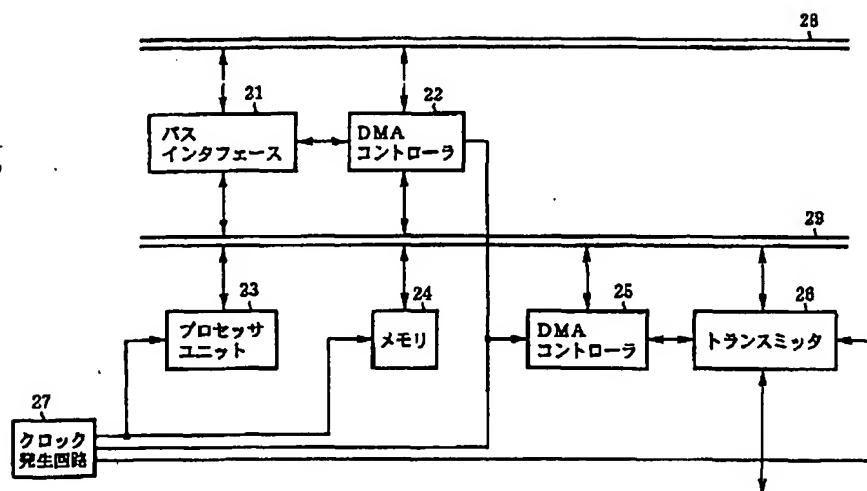 28
21
22
バス
インタフェース
DMA
コントローラ
29
23
24
25
26
プロセッサ
ユニット
メモリ
DMA
コントローラ
トランスミッタ
27
クロック
発生回路